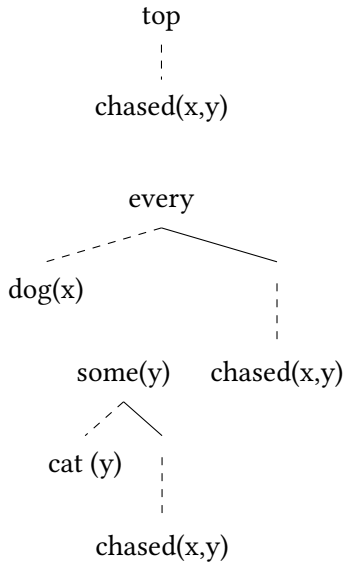 top
chased(x,y)
every
dog(x)
some(y) chased(x,y)
cat (y)
chased(x,y)